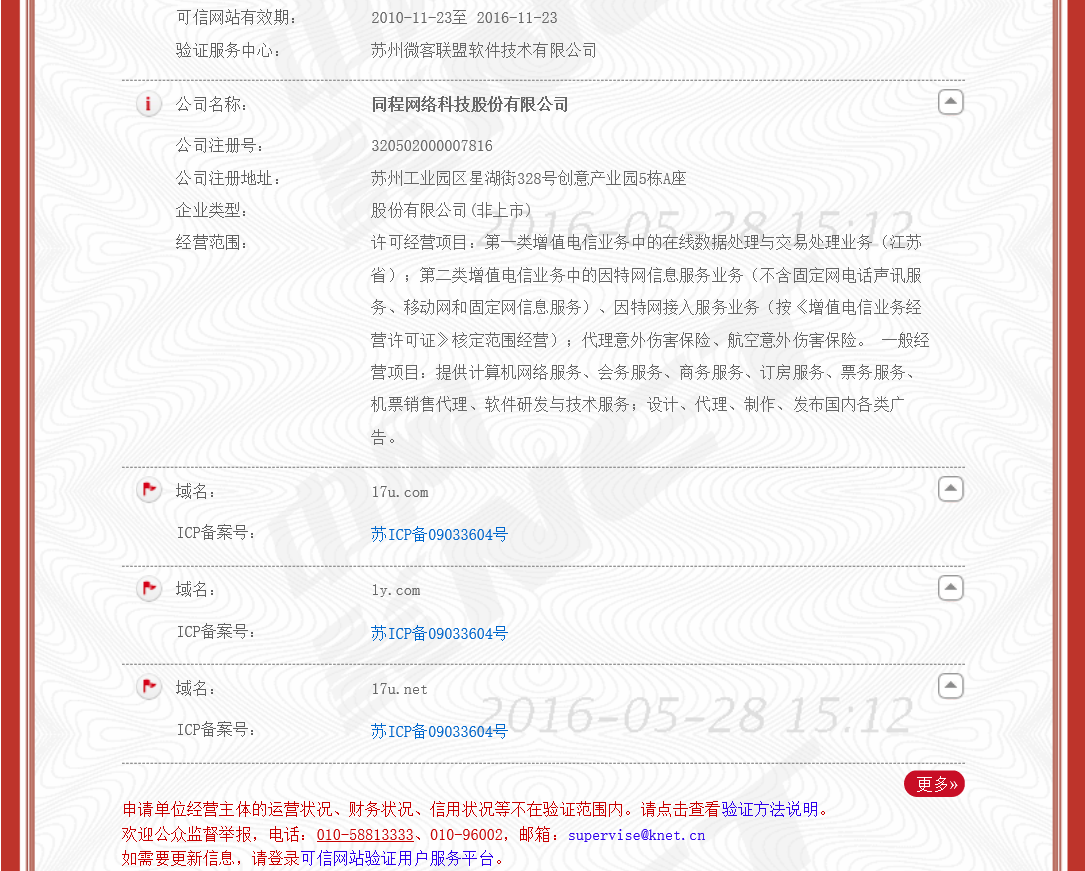 可信网站有效期： 2010-11-23至 2016-11-23
验证服务中心： 苏州微客联盟软件技术有限公司
公司名称： 同程网络科技股份有限公司
公司注册号： 320502000007816
公司注册地址： 苏州工业园区星湖街328号创意产业园5栋A座
企业类型： 股份有限公司(非上市)
2016-05-28 15:12
经营范围： 许可经营项目：第一类增值电信业务中的在线数据处理与交易处理业务（江苏
省）；第二类增值电信业务中的因特网信息服务业务（不含固定网电话声讯服
务、移动网和固定网信息服务）、因特网接入服务业务（按《增值电信业务经
营许可证》核定范围经营）；代理意外伤害保险、航空意外伤害保险。 一般经
营项目：提供计算机网络服务、会务服务、商务服务、订房服务、票务服务、
机票销售代理、软件研发与技术服务；设计、代理、制作、发布国内各类广
告。
域名： 17u.com
ICP备案号： 苏ICP备09033604号
域名： ly.com
ICP备案号： 苏ICP备09033604号
域名： 17u.net
2016-05-28 15:12
ICP备案号： 苏ICP备09033604号
更多»
申请单位经营主体的运营状况、财务状况、信用状况等不在验证范围内。请点击查看验证方法说明。
欢迎公众监督举报，电话：010-58813333、010-96002，邮箱：supervise@knet.cn
如需要更新信息，请登录可信网站验证用户服务平台。